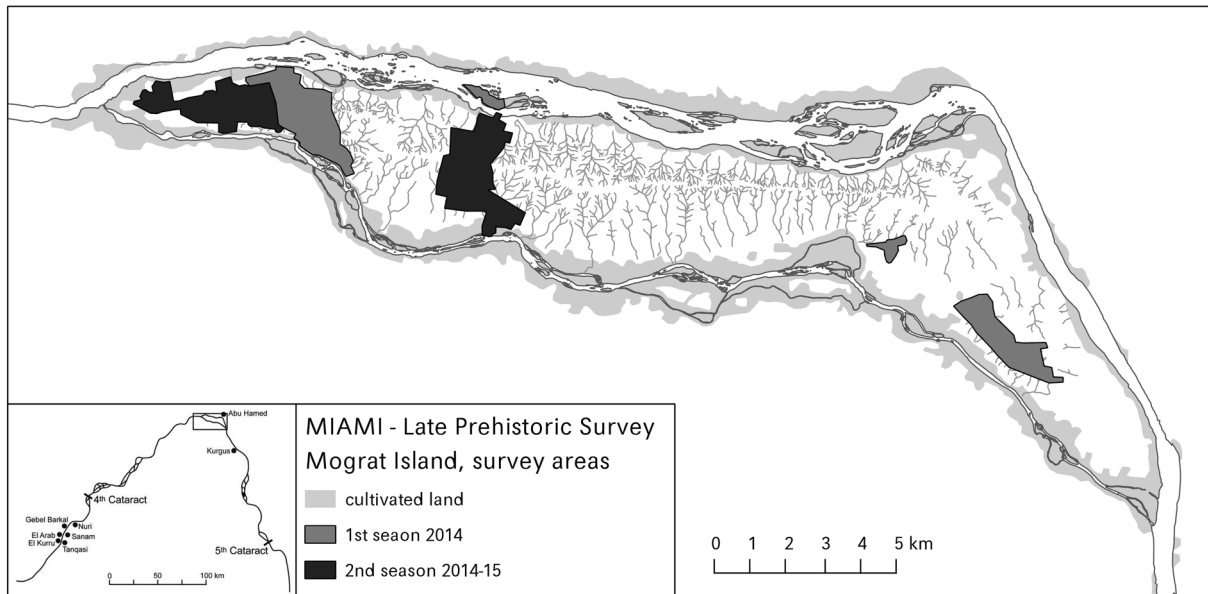 MIAMI - Late Prehistoric Survey
Mograt Island, survey areas
cultivated land
1st seaon 2014
2nd season 2014-15
0 1 2 3 4 5 km
Abu Hamed
Kurgus
4th Cataract
Gebel Barkal
Nuri
El Arab
Sanam
El Kurru
Tanqasi
5th Cataract
0 50 100 km